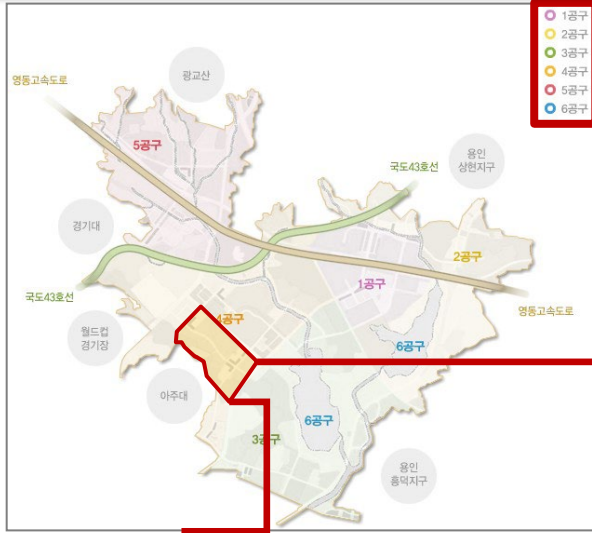 1공구
2공구
3공구
4공구
5공구
6공구
광교산
영동고속도로
5공구
국도43호선
용인
상현지구
경기대
2공구
1공구
국도43호선
영동고속도로
4공구
월드컵
경기장
6공구
아주대
6공구
3공구
용인
흥덕지구